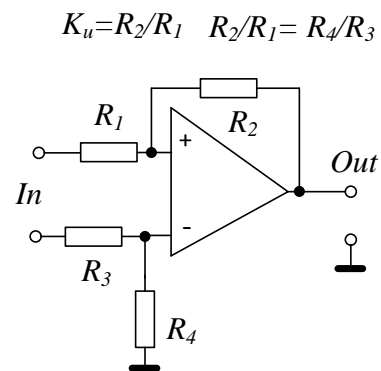 Ku=R2/R1 R2/R1= R4/R3
R1
R2
+
Out
In
-
R3
R4